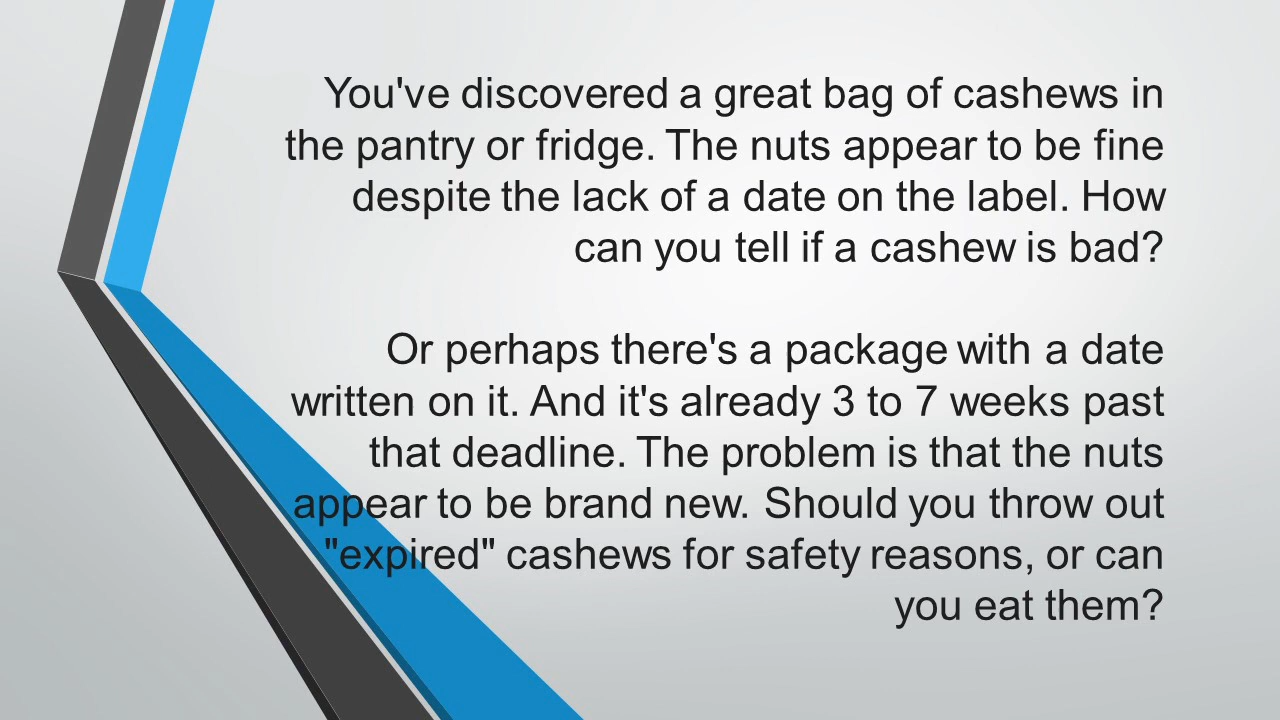 You've discovered a great bag of cashews in
the pantry or fridge. The nuts appear to be fine
despite the lack of a date on the label. How
can you tell if a cashew is bad?
Or perhaps there's a package with a date
written on it. And it's already 3 to 7 weeks past
that deadline. The problem is that the nuts
appear to be brand new. Should you throw out
"expired" cashews for safety reasons, or can
you eat them?